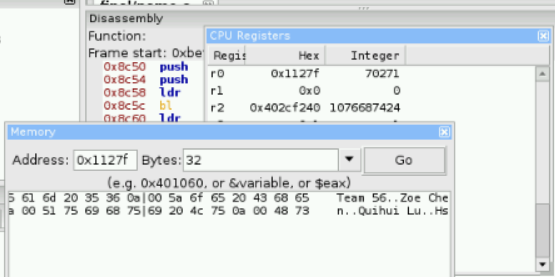 Disassembly
Function:
Frame start: 0xbe
0x8c50 push
0x8c54 push
0x8c58 ldr
0x8c5c bl
0x8c60 ldr
CPU Registers
Regis Hex Integer
r0 0x1127f 70271
r1 0x0 0
r2 0x402cf240 1076687424
Memory
Address: 0x1127f Bytes: 32 Go
(e.g. 0x401060, or &variable, or $eax)
61 6d 20 35 36 0a|00 5a 6f 65 20 43 68 65 Team 56..Zoe Che
00 51 75 69 68 75|69 20 4c 75 0a 00 48 73 n..Quihui Lu..Hs